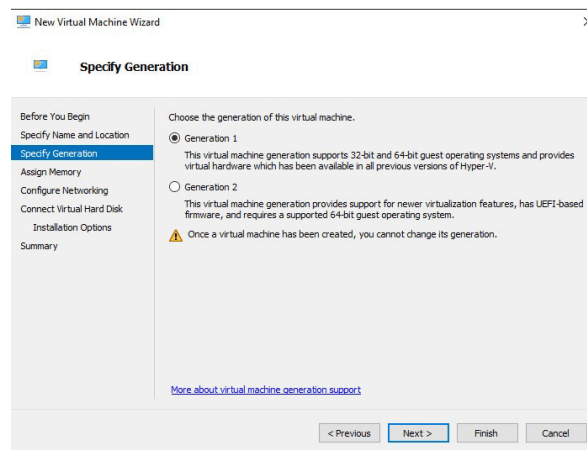 New Virtual Machine Wizard
Specify Generation
Before You Begin
Specify Name and Location
Specify Generation
Assign Memory
Configure Networking
Connect Virtual Hard Disk
Installation Options
Summary
Choose the generation of this virtual machine.
Generation 1
This virtual machine generation supports 32-bit and 64-bit guest operating systems and provides
virtual hardware which has been available in all previous versions of Hyper-V.
Generation 2
This virtual machine generation provides support for newer virtualization features, has UEFI-based
firmware, and requires a supported 64-bit guest operating system.
Once a virtual machine has been created, you cannot change its generation.
More about virtual machine generation support
< Previous
Next >
Finish
Cancel